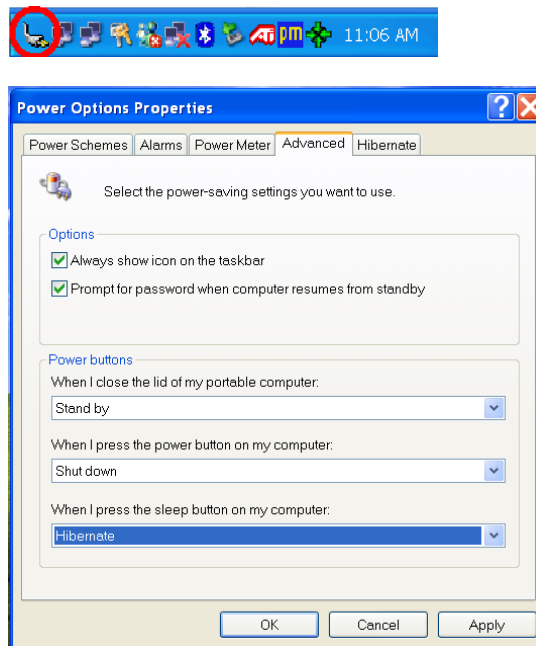 ATI pm 11:06 AM
Power Options Properties
Power Schemes Alarms Power Meter Advanced Hibernate
Select the power-saving settings you want to use.
Options
Always show icon on the taskbar
Prompt for password when computer resumes from standby
Power buttons
When I close the lid of my portable computer:
Stand by
When I press the power button on my computer:
Shut down
When I press the sleep button on my computer:
Hibernate
OK Cancel Apply